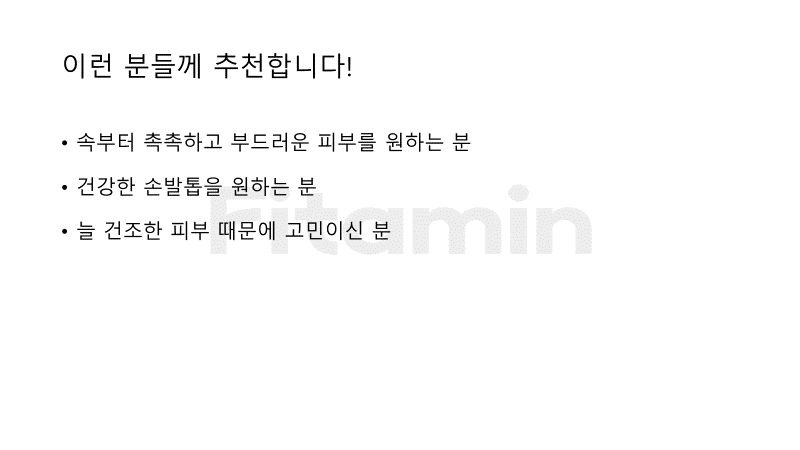 이런 분들께 추천합니다!
• 속부터 촉촉하고 부드러운 피부를 원하는 분
• 건강한 손발톱을 원하는 분
• 늘 건조한 피부 때문에 고민이신 분
Fitamin